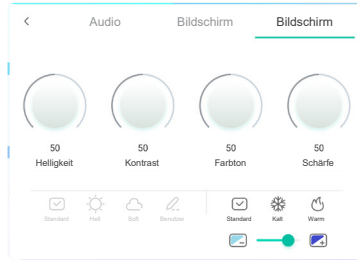 Audio Bildschirm Bildschirm
50 50 50 50
Helligkeit Kontrast Farbton Schärfe
Standard Hell Soft Benutzer Standard Kalt Warm